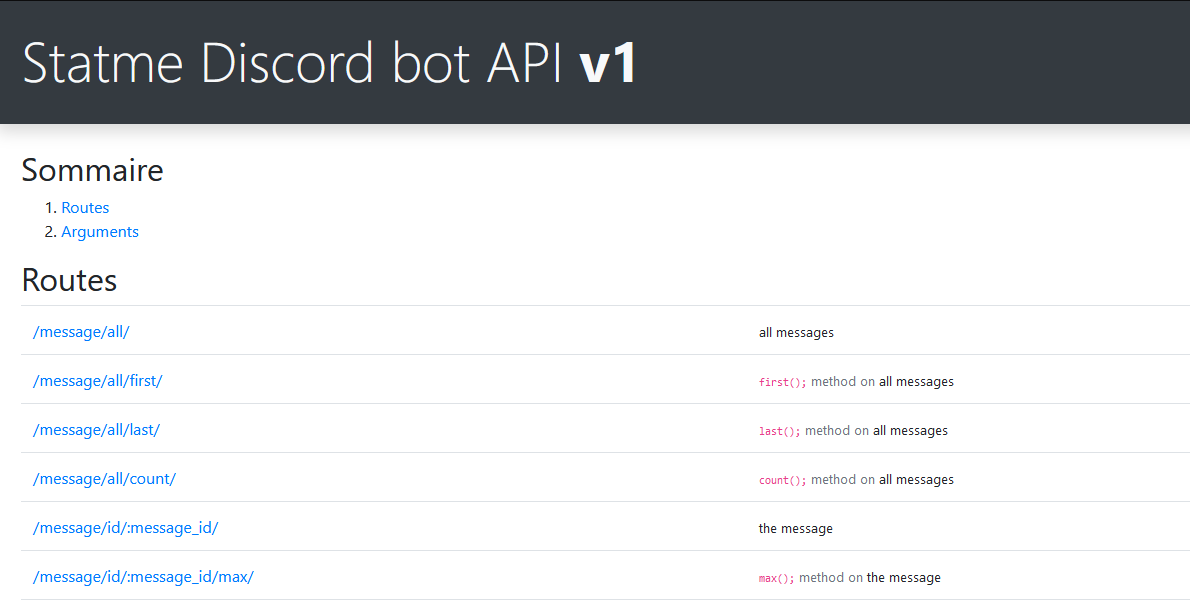 Statme Discord bot API v1
Sommaire
1. Routes
2. Arguments
Routes
/message/all/ all messages
/message/all/first/ first(); method on all messages
/message/all/last/ last(); method on all messages
/message/all/count/ count(); method on all messages
/message/id/:message_id/ the message
/message/id/:message_id/max/ max(); method on the message